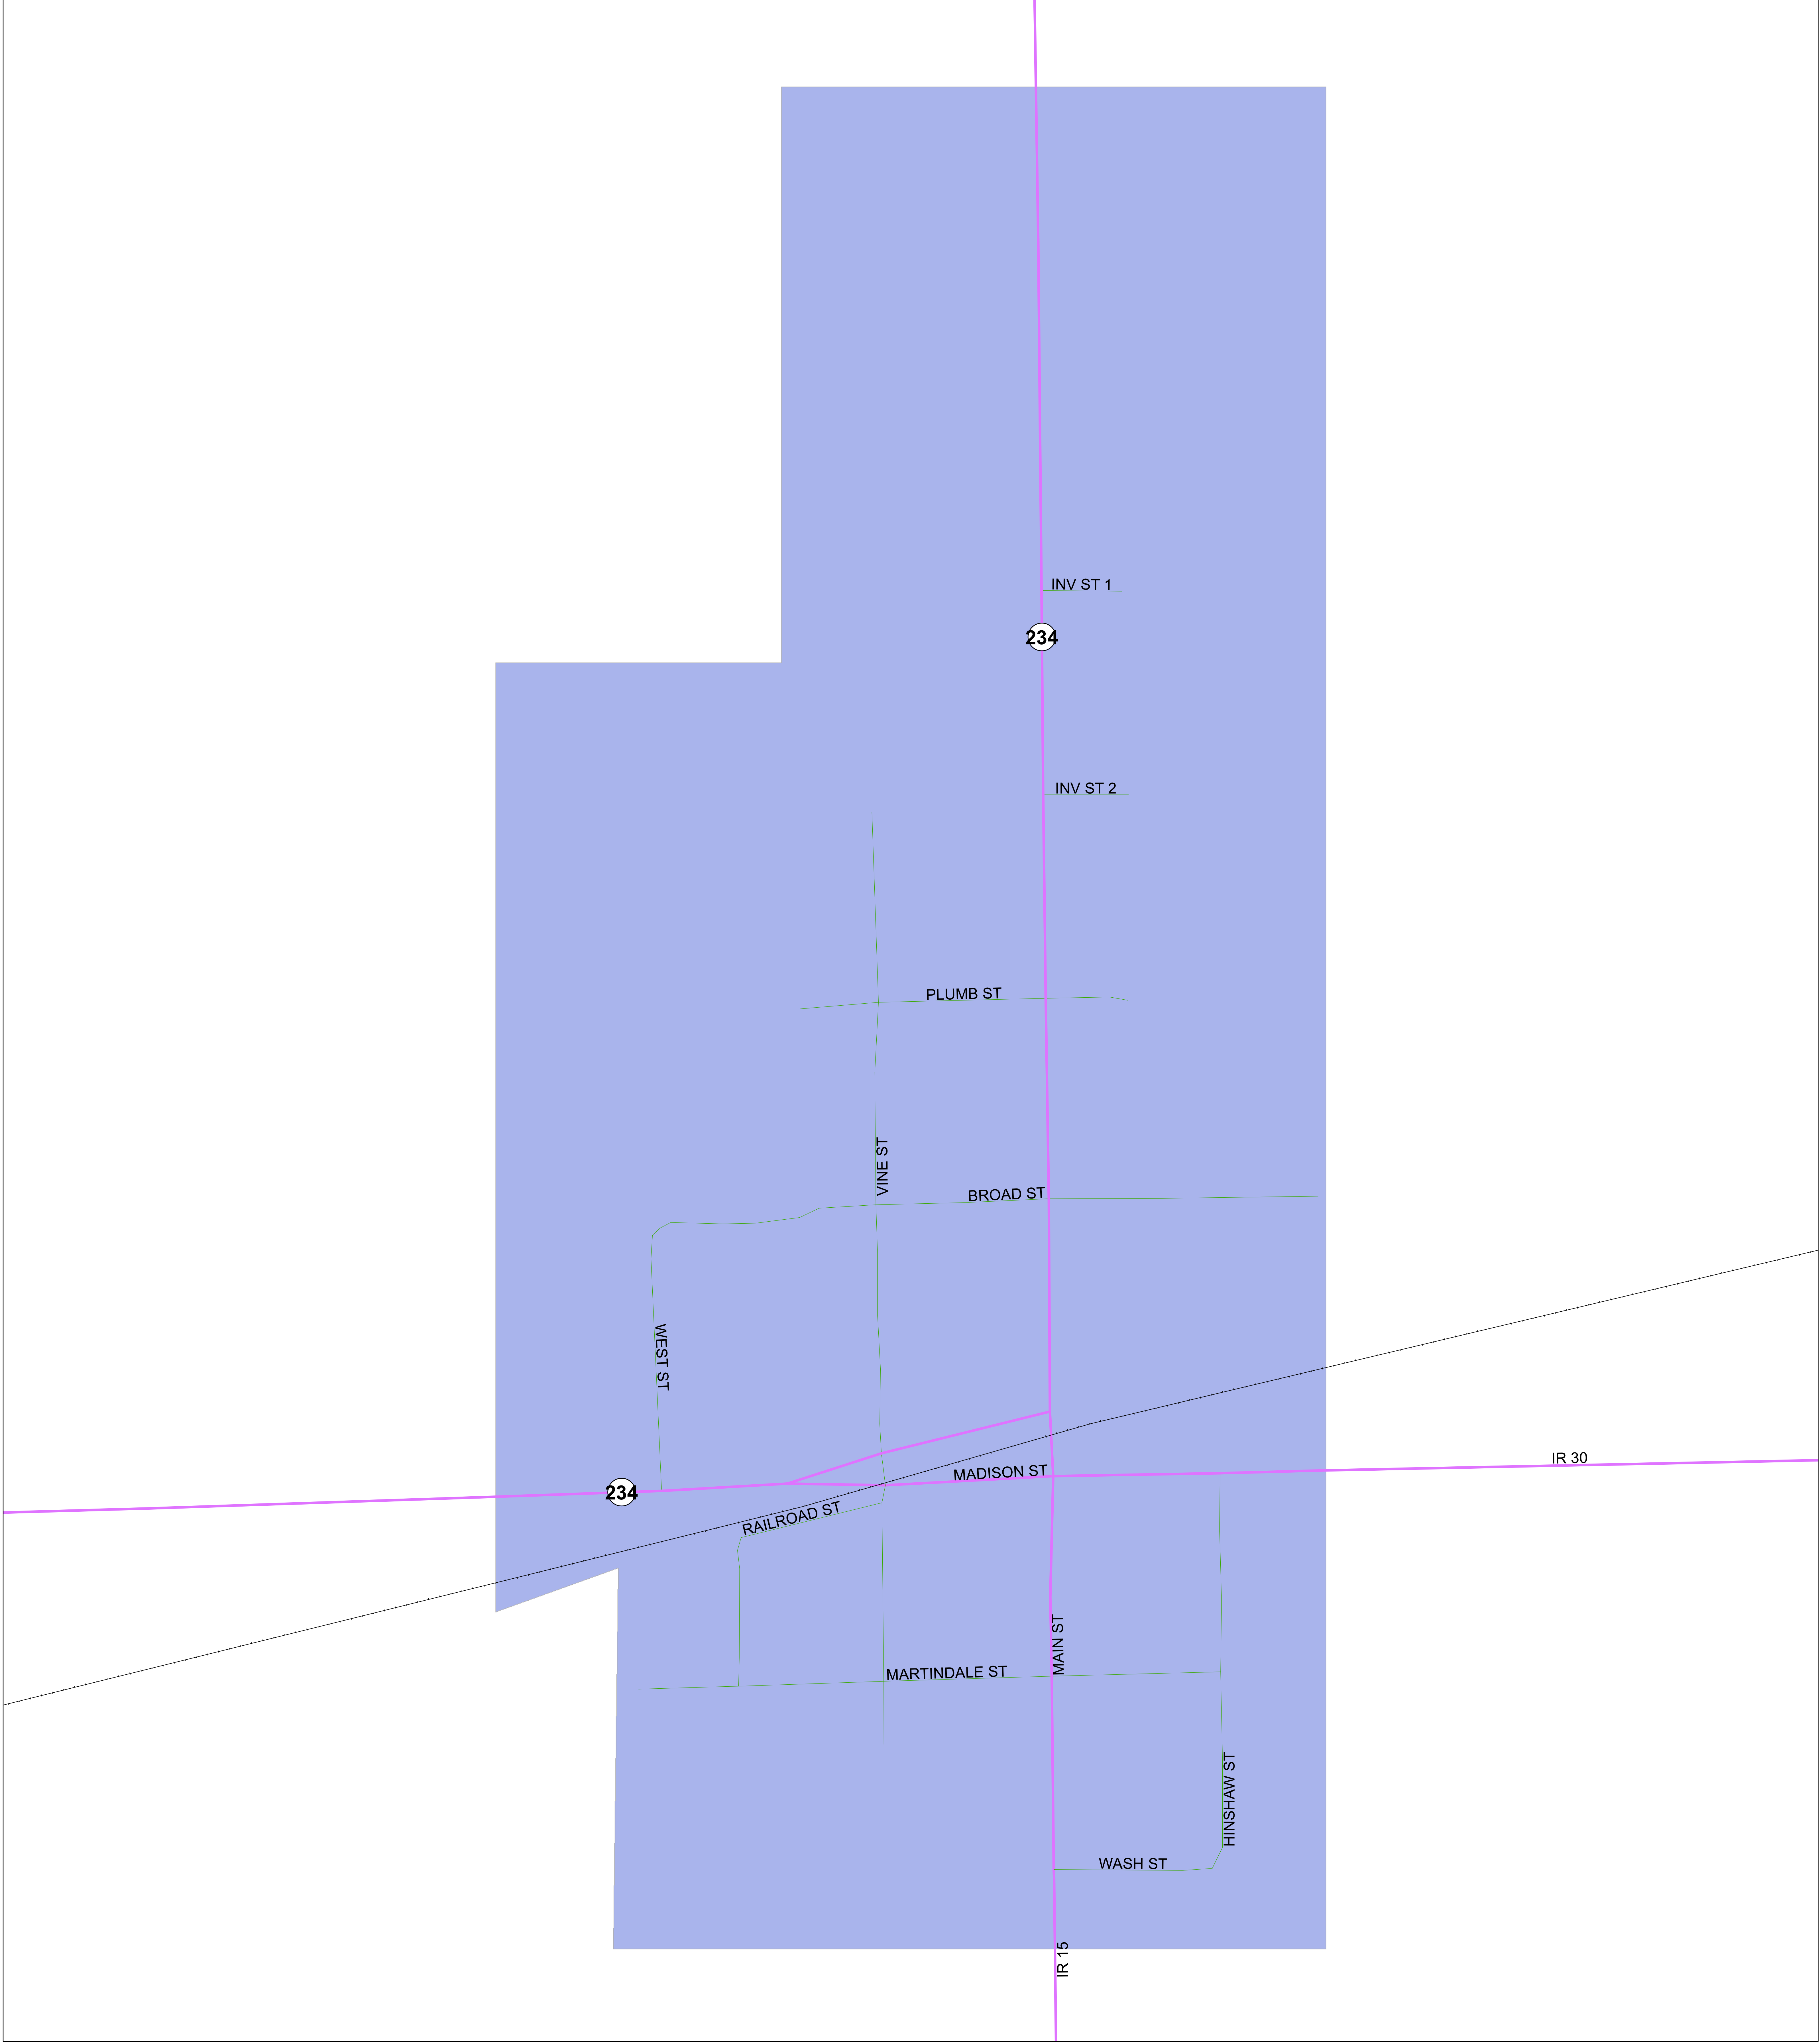 INV ST 1
234
INV ST 2
PLUMB ST
VINE ST
BROAD ST
WEST ST
IR 30
MADISON ST
234
RAILROAD ST
MAIN ST
MARTINDALE ST
HINSHAW ST
WASH ST
IR 15